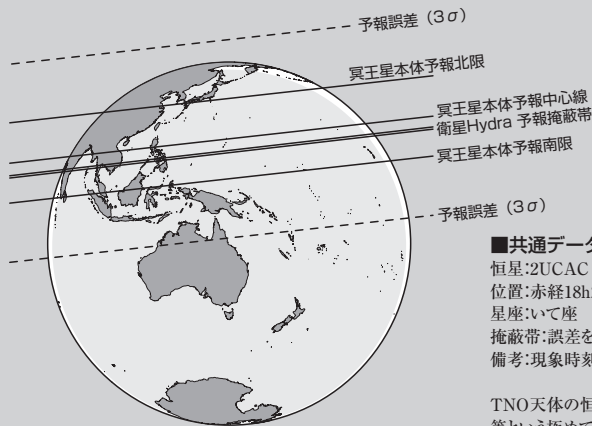 予報誤差（3σ）
冥王星本体予報北限
冥王星本体予報中心線
衛星Hydra 予報掩蔽帯
冥王星本体予報南限
予報誤差（3σ）
■共通データ
恒星:2UCAC
位置:赤経18h
星座:いて座
掩蔽帯:誤差を
備考:現象時刻
TNO天体の恒